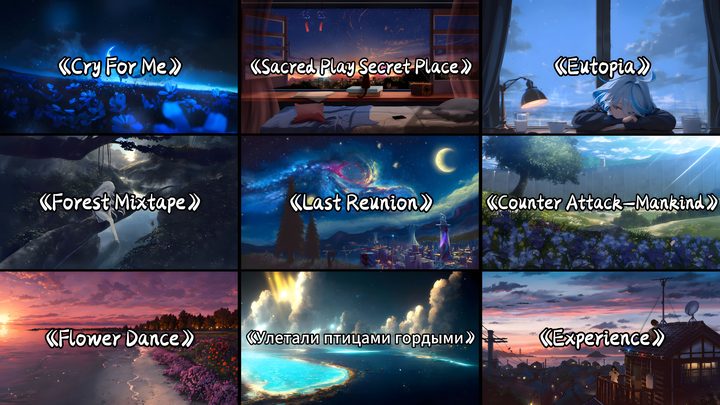 《Cry For Me》
《Sacred Play Secret Place》
《Eutopia》
《Forest Mixtape》
《Last Reunion》
《Counter Attack-Mankind》
《Flower Dance》
《Улетали птицами гордыми》
《Experience》